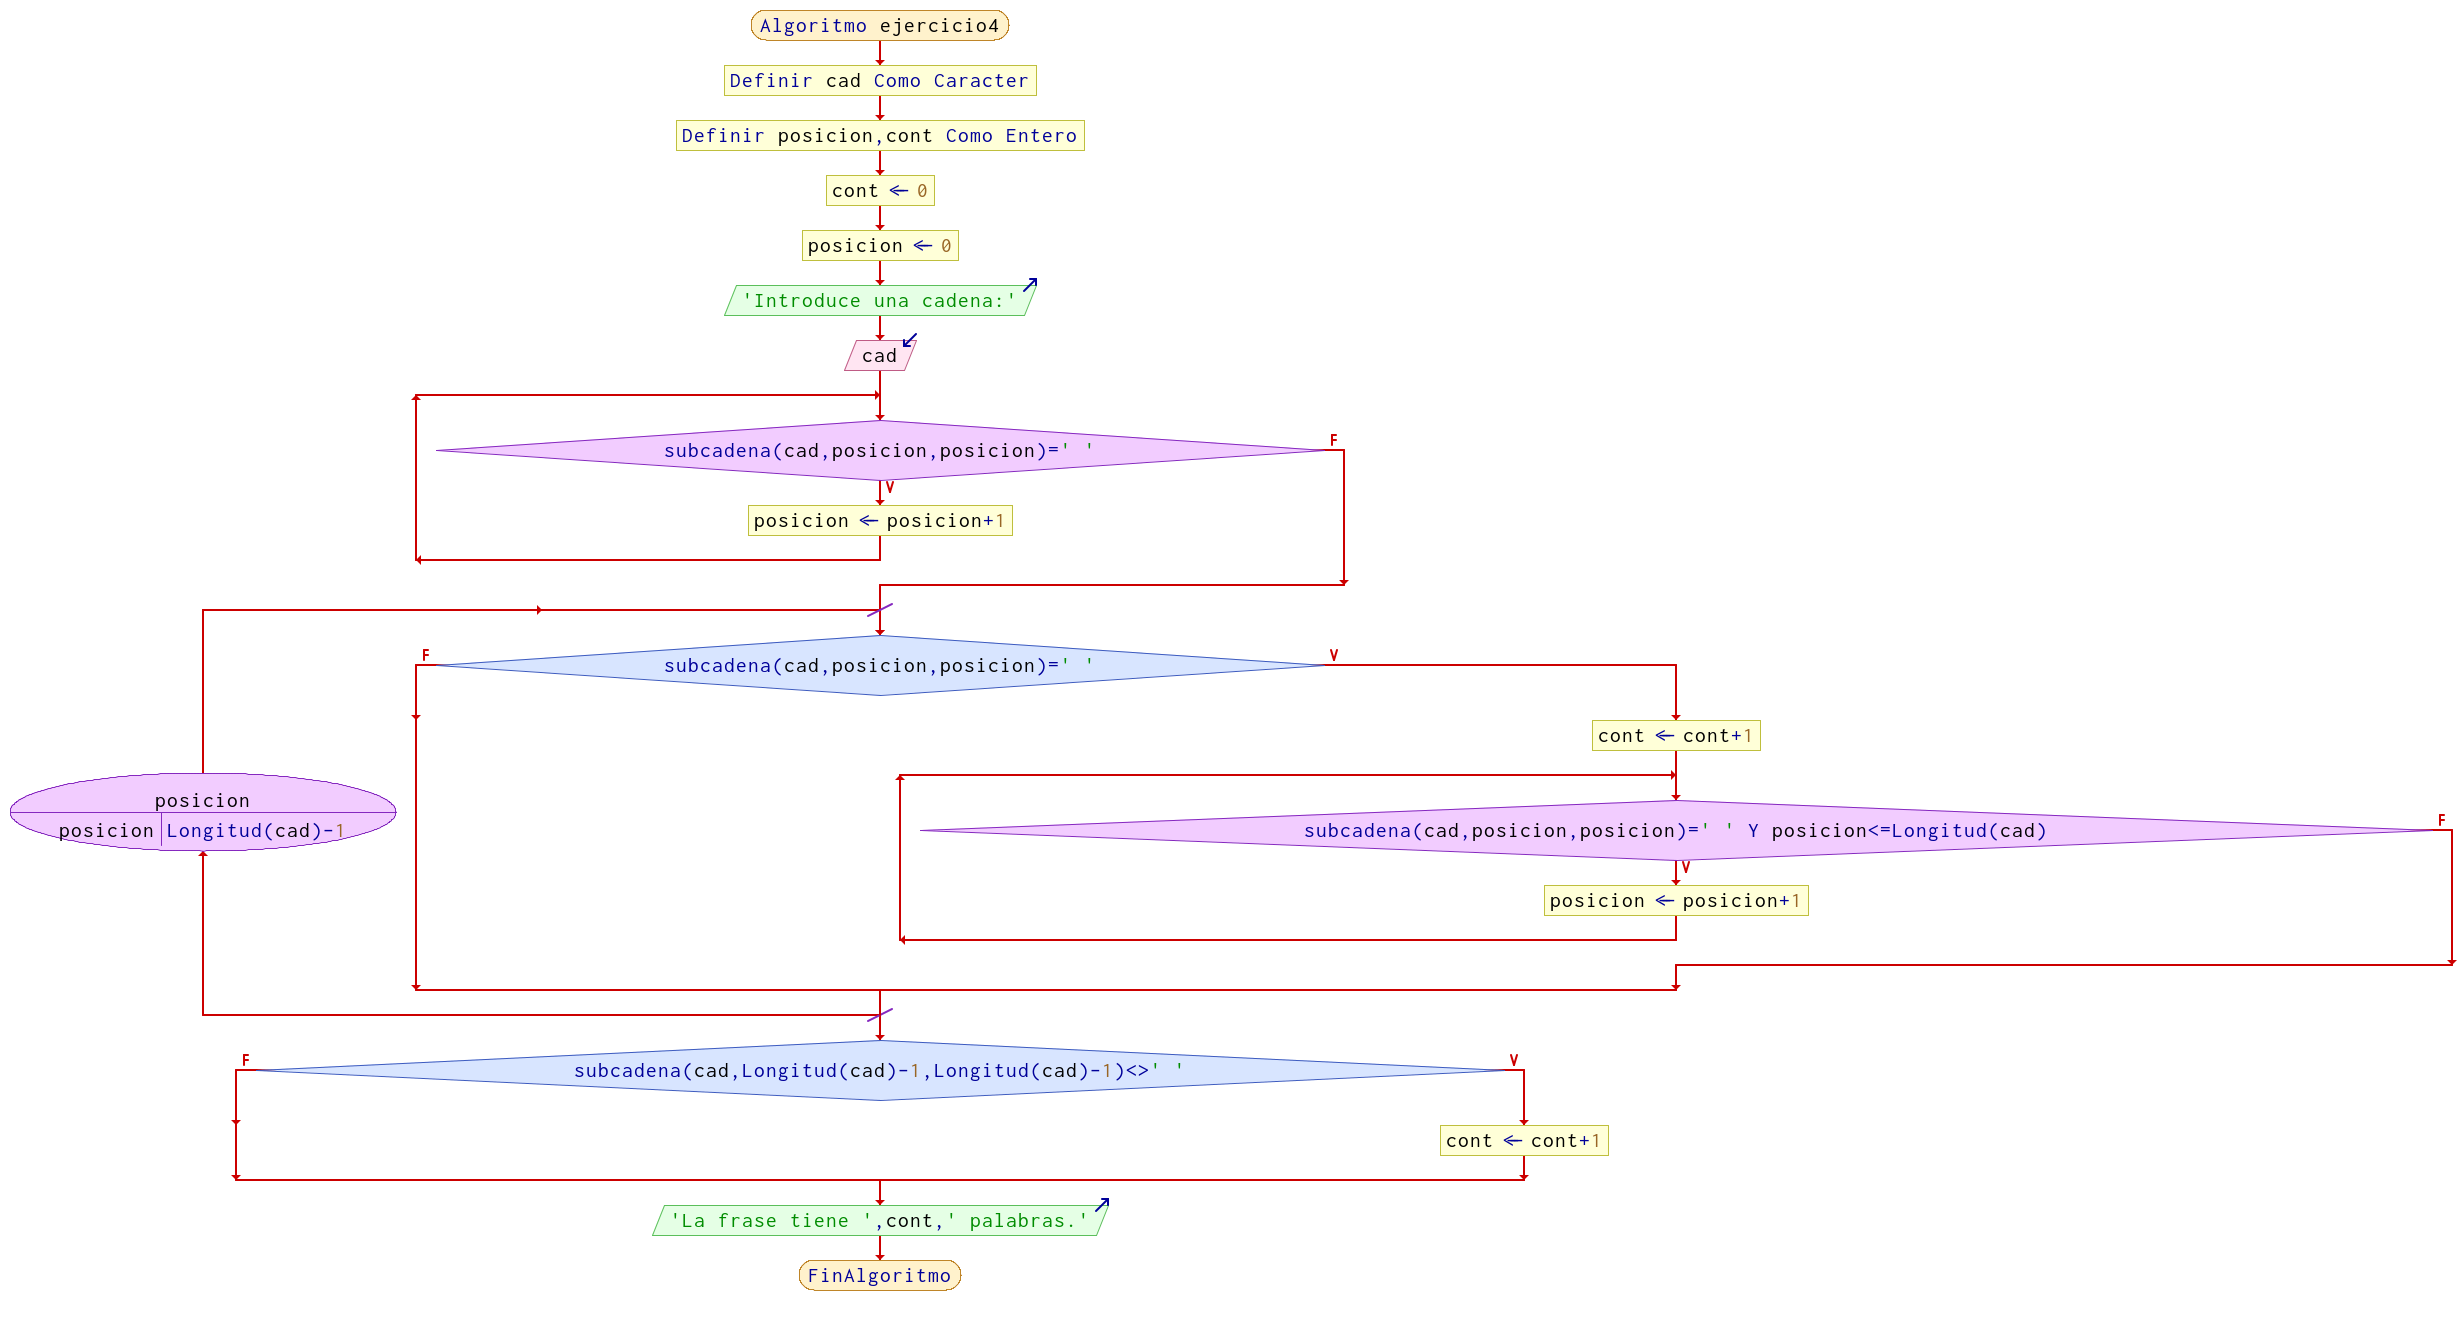 Algoritmo ejercicio4
Definir cad Como Caracter
Definir posicion,cont Como Entero
cont ← 0
posicion ← 0
'Introduce una cadena:'
cad
subcadena(cad,posicion,posicion)=' '
F
V
posicion ← posicion+1
subcadena(cad,posicion,posicion)=' '
F
V
cont ← cont+1
posicion
posicion Longitud(cad)-1
subcadena(cad,posicion,posicion)=' ' Y posicion<=Longitud(cad)
F
V
posicion ← posicion+1
subcadena(cad,Longitud(cad)-1,Longitud(cad)-1)<>' '
F
V
cont ← cont+1
'La frase tiene ',cont,' palabras.'
FinAlgoritmo